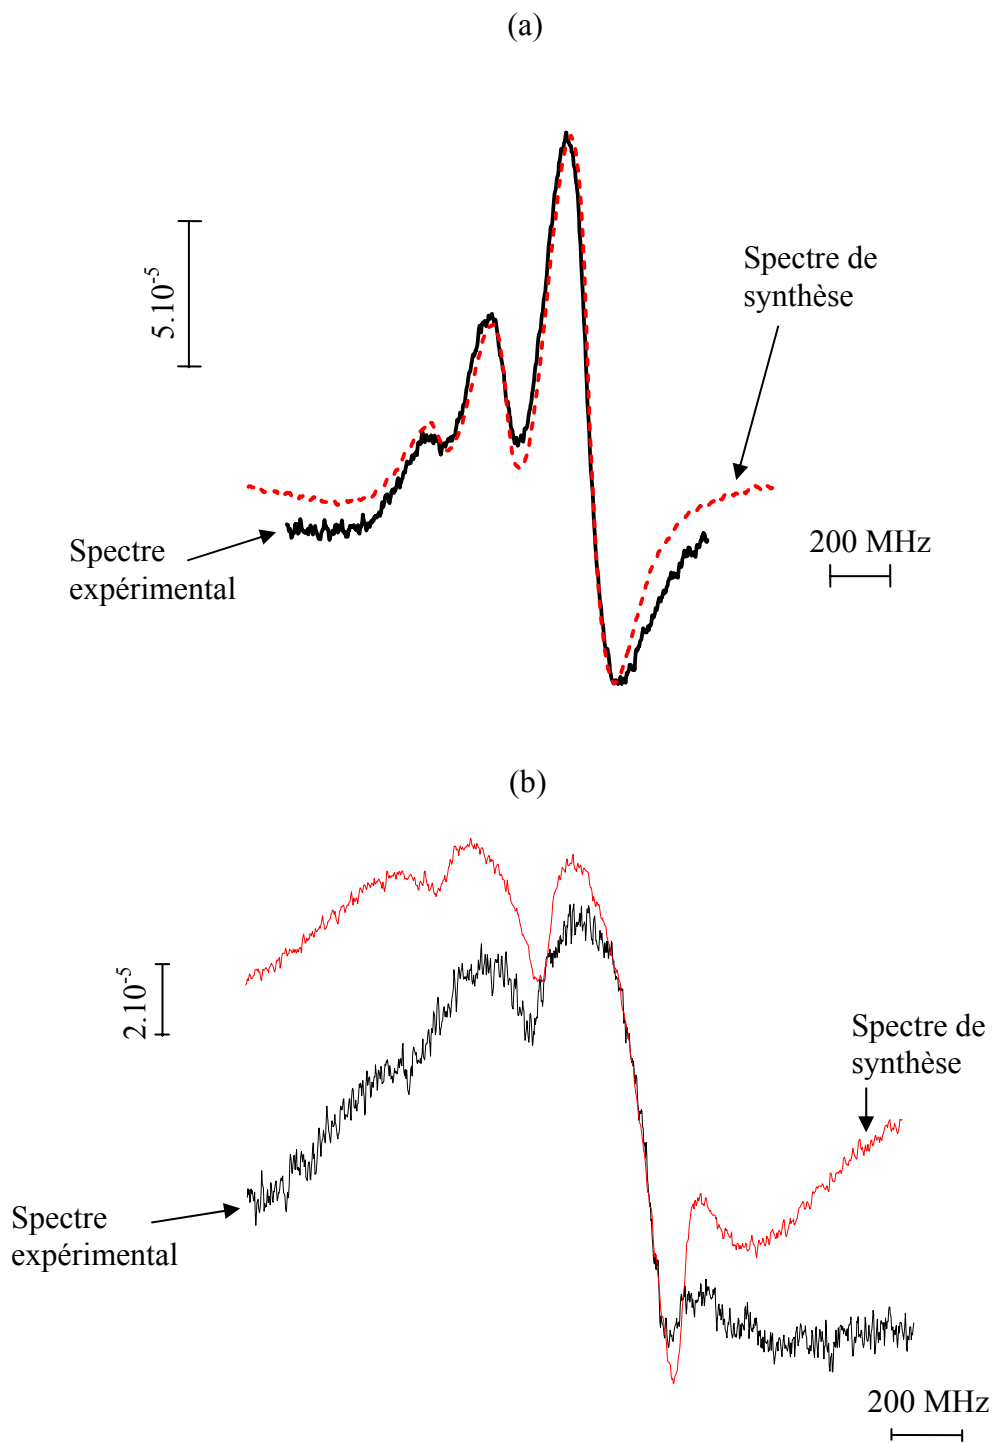 (a)
5.10⁻⁵
Spectre de
synthèse
200 MHz
Spectre
expérimental
(b)
2.10⁻⁵
Spectre de
synthèse
Spectre
expérimental
200 MHz